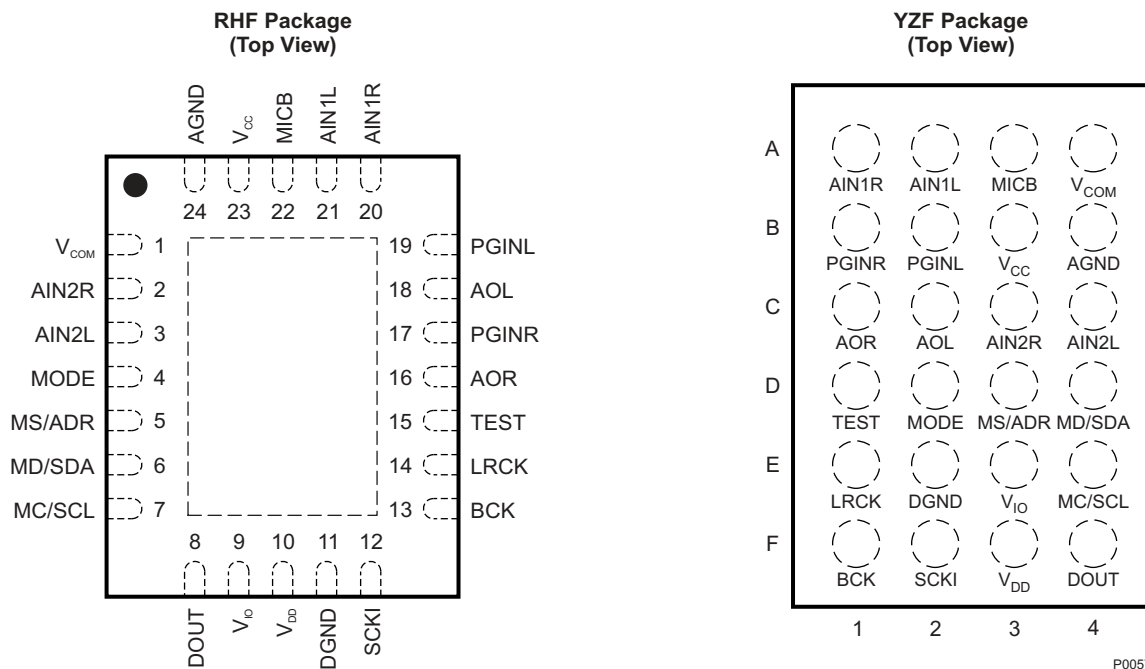 RHF Package
(Top View)
AGND
VCC
MICB
AIN1L
AIN1R
24 23 22 21 20
VCOM 1
AIN2R 2
AIN2L 3
MODE 4
MS/ADR 5
MD/SDA 6
MC/SCL 7
19 PGINL
18 AOL
17 PGINR
16 AOR
15 TEST
14 LRCK
13 BCK
8 9 10 11 12
DOUT
VIO
VDD
DGND
SCKI
YZF Package
(Top View)
A
AIN1R AIN1L MICB VCOM
B
PGINR PGINL VCC AGND
C
AOR AOL AIN2R AIN2L
D
TEST MODE MS/ADR MD/SDA
E
LRCK DGND VIO MC/SCL
F
BCK SCKI VDD DOUT
1 2 3 4